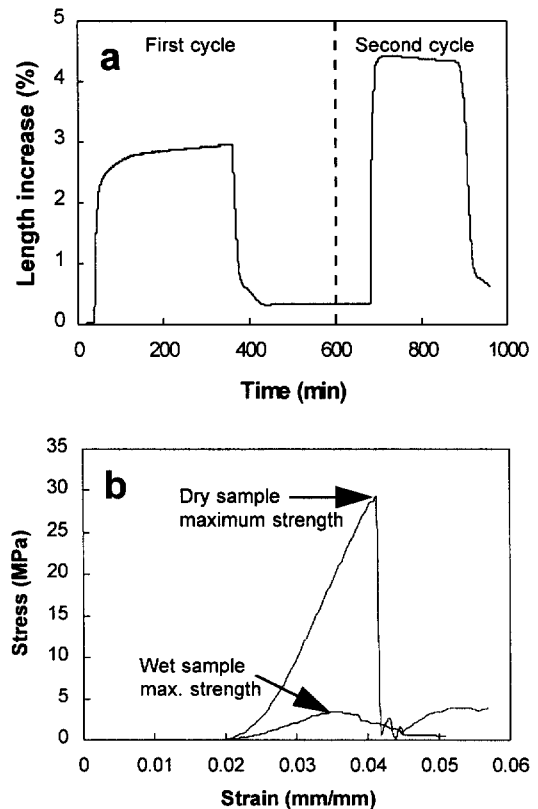 5
4
3
2
1
0
Length increase (%)
a
First cycle
Second cycle
0
200
400
600
800
1000
Time (min)
35
30
25
20
15
10
5
0
Stress (MPa)
b
Dry sample
maximum strength
Wet sample
max. strength
0
0.01
0.02
0.03
0.04
0.05
0.06
Strain (mm/mm)